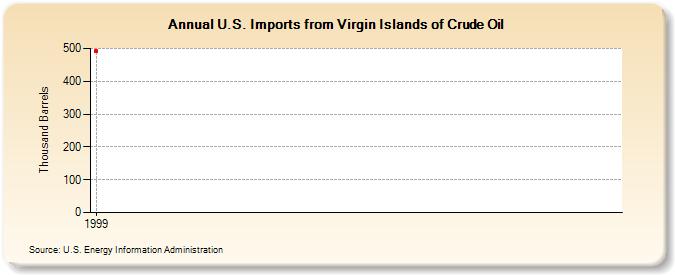 Annual U.S. Imports from Virgin Islands of Crude Oil
Thousand Barrels
500
400
300
200
100
0
1999
Source: U.S. Energy Information Administration